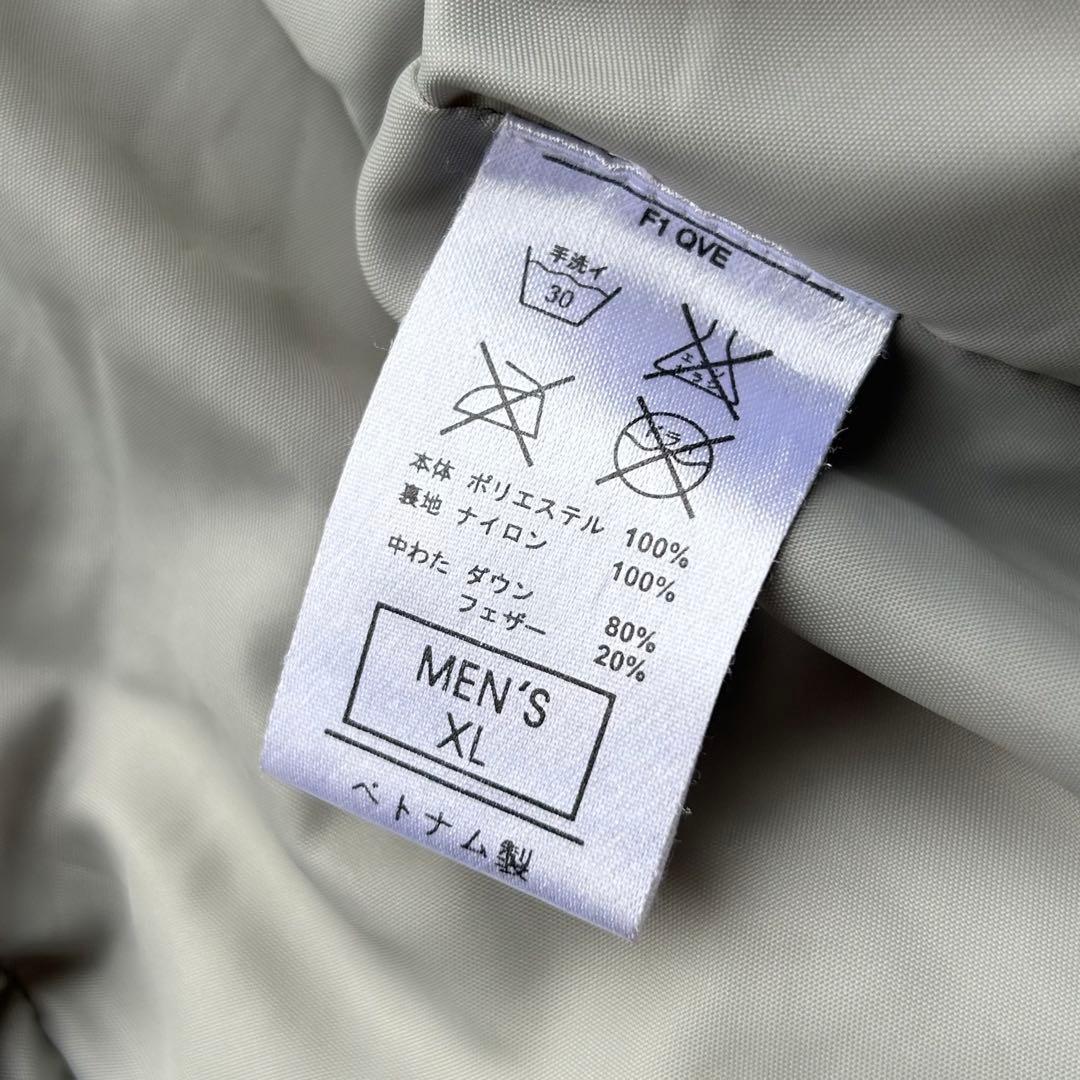 F1 QVE
手洗イ
30
本体 ポリエステル 100%
裏地 ナイロン 100%
中わた ダウン 80%
フェザー 20%
MEN'S
XL
ベトナム製